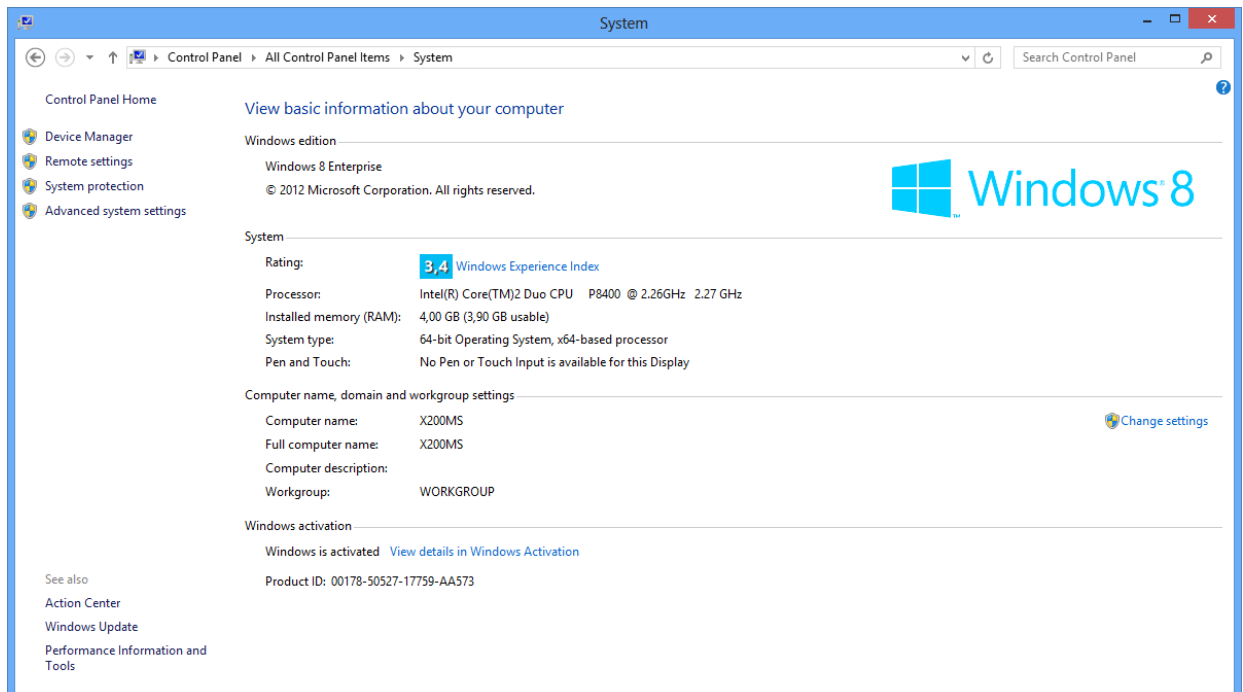 System
Control Panel ▸ All Control Panel Items ▸ System
Search Control Panel
Control Panel Home
Device Manager
Remote settings
System protection
Advanced system settings
View basic information about your computer
Windows edition
Windows 8 Enterprise
© 2012 Microsoft Corporation. All rights reserved.
Windows 8
System
Rating: 3,4 Windows Experience Index
Processor: Intel(R) Core(TM)2 Duo CPU P8400 @ 2.26GHz 2.27 GHz
Installed memory (RAM): 4,00 GB (3,90 GB usable)
System type: 64-bit Operating System, x64-based processor
Pen and Touch: No Pen or Touch Input is available for this Display
Computer name, domain and workgroup settings
Computer name: X200MS
Change settings
Full computer name: X200MS
Computer description:
Workgroup: WORKGROUP
Windows activation
Windows is activated View details in Windows Activation
Product ID: 00178-50527-17759-AA573
See also
Action Center
Windows Update
Performance Information and
Tools